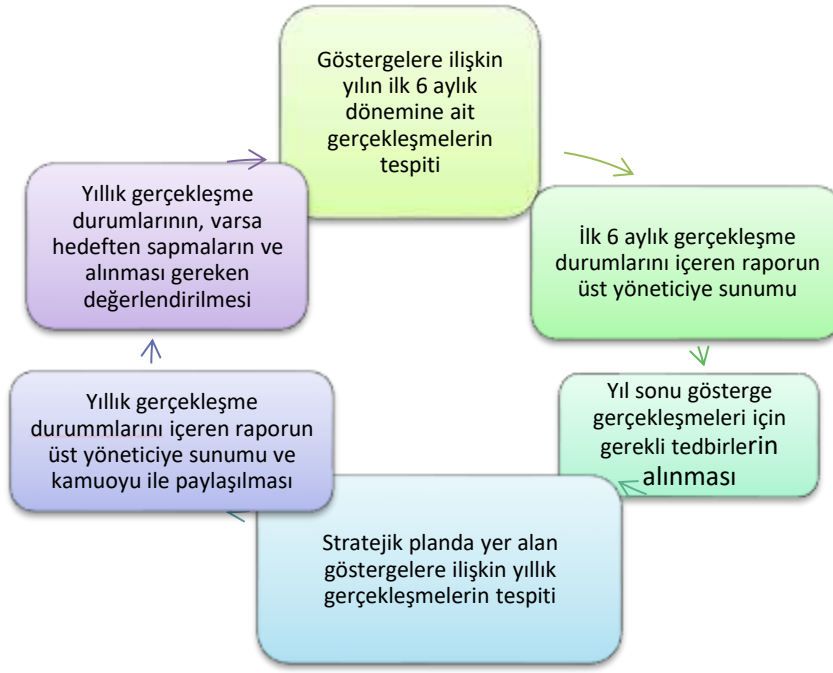 Göstergelere ilişkin
yılın ilk 6 aylık
dönemine ait
gerçekleşmelerin
tespiti
İlk 6 aylık gerçekleşme
durumlarını içeren raporun
üst yöneticiye sunumu
Yıl sonu gösterge
gerçekleşmeleri için
gerekli tedbirlerin
alınması
Stratejik planda yer alan
göstergelere ilişkin yıllık
gerçekleşmelerin tespiti
Yıllık gerçekleşme
durummlarını içeren raporun
üst yöneticiye sunumu ve
kamuoyu ile paylaşılması
Yıllık gerçekleşme
durumlarının, varsa
hedeften sapmaların ve
alınması gereken
değerlendirilmesi